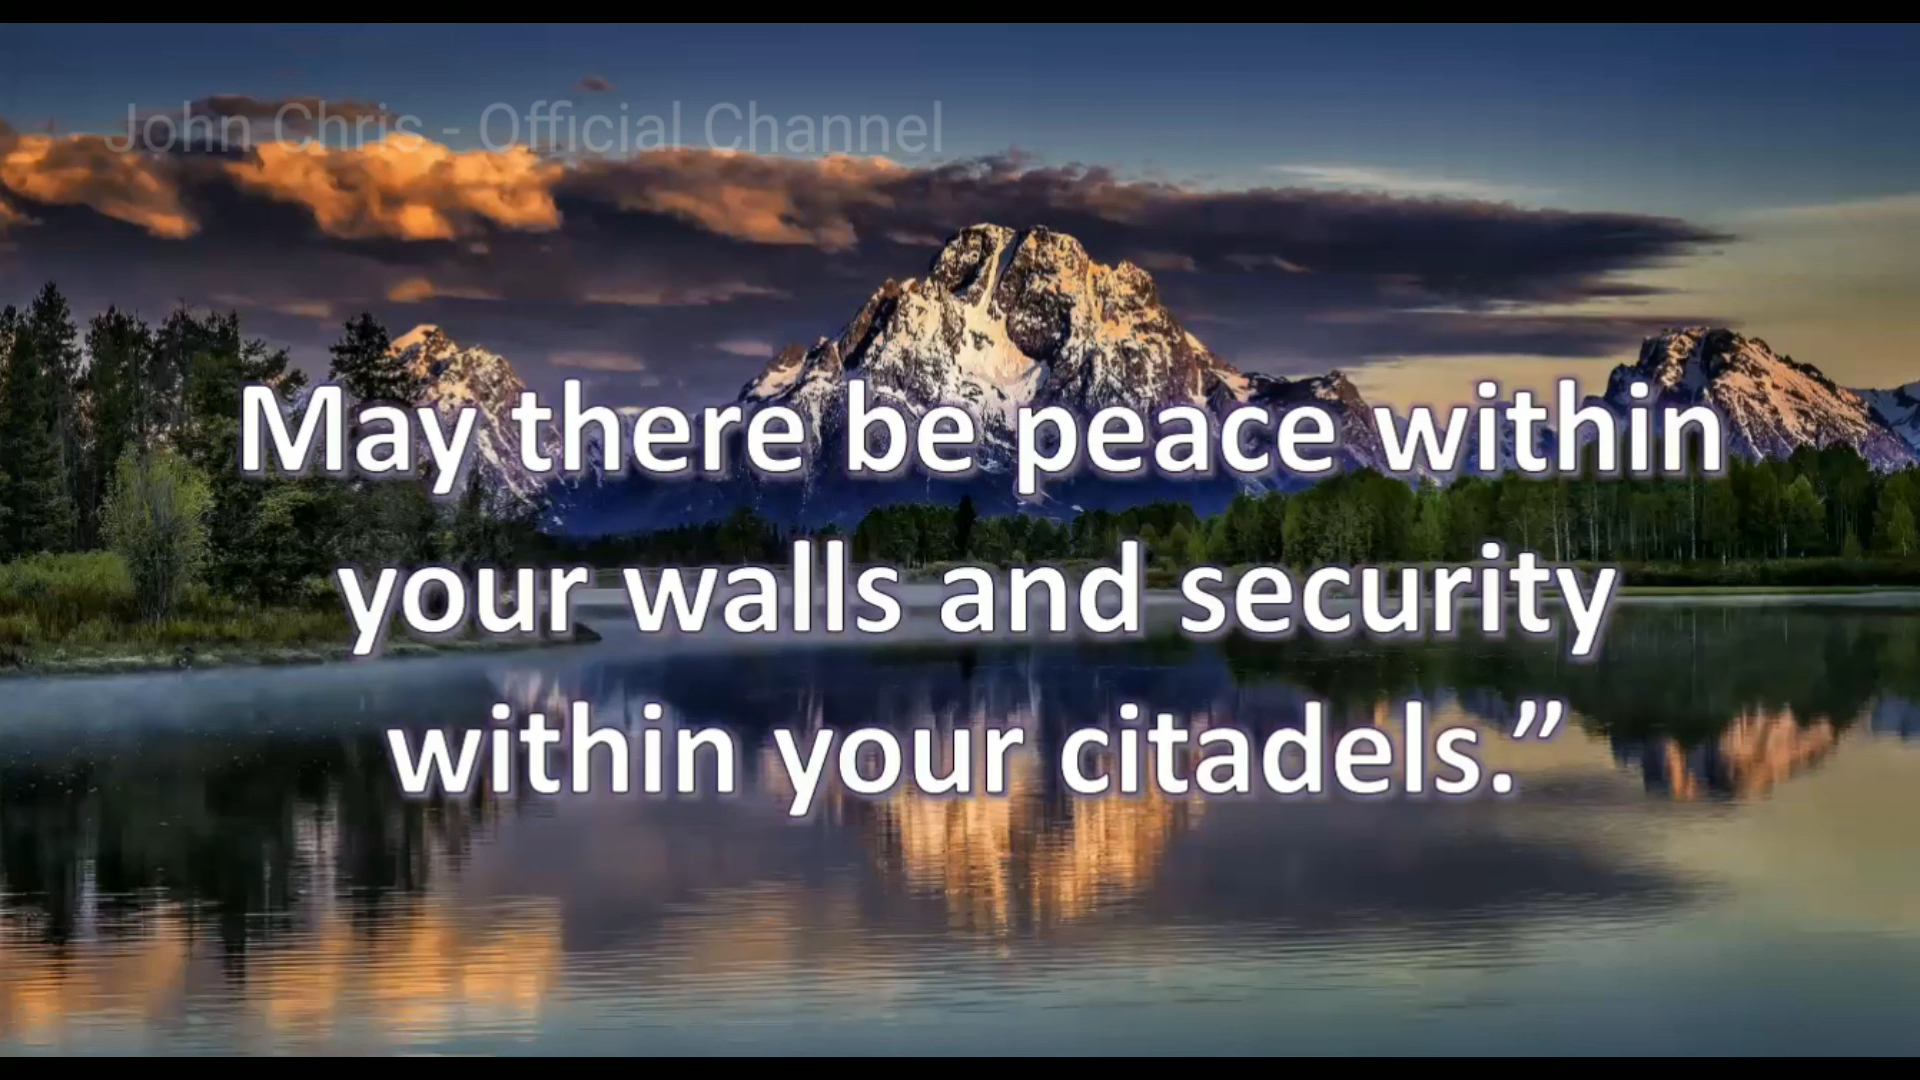 John Chris - Official Channel
May there be peace within
your walls and security
within your citadels.”